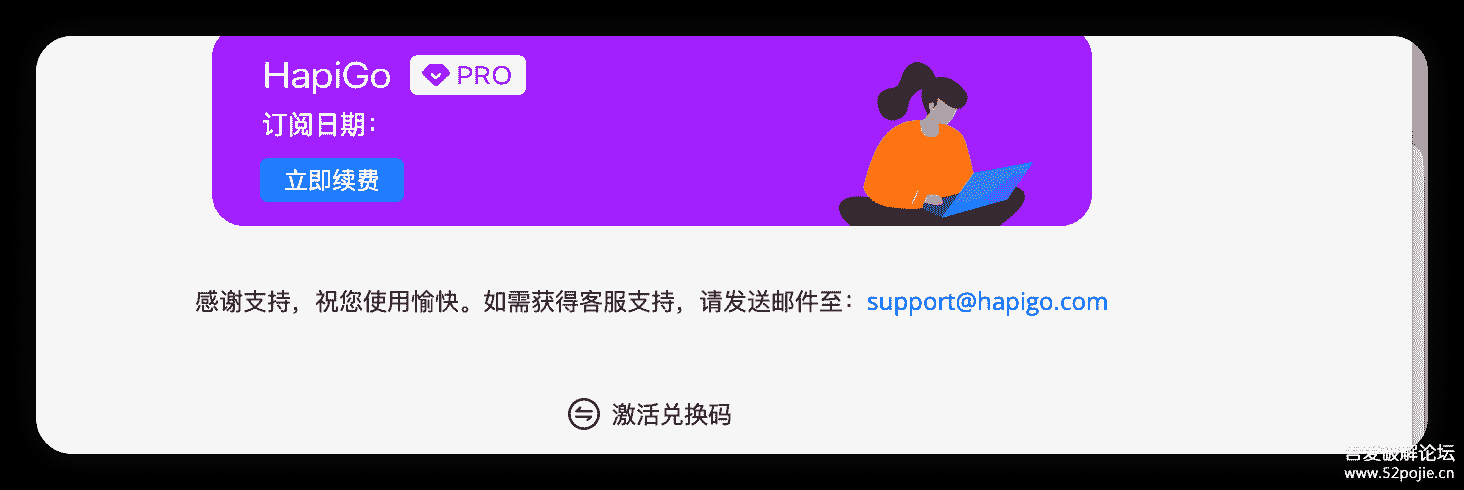 HapiGo PRO
订阅日期：
立即续费
感谢支持，祝您使用愉快。如需获得客服支持，请发送邮件至：support@hapigo.com
激活兑换码
吾爱破解论坛
www.52pojie.cn